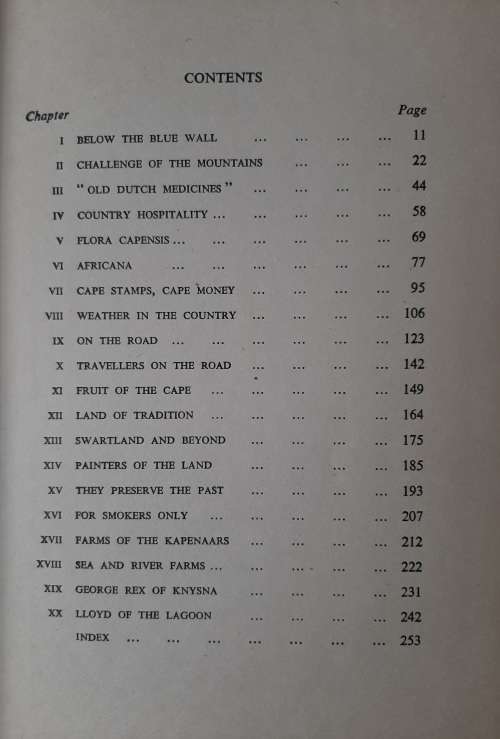 CONTENTS
Chapter Page
I BELOW THE BLUE WALL ... ... ... ... 11
II CHALLENGE OF THE MOUNTAINS ... ... ... 22
III "OLD DUTCH MEDICINES" ... ... ... ... 44
IV COUNTRY HOSPITALITY ... ... ... ... ... 58
V FLORA CAPENSIS ... ... ... ... ... ... 69
VI AFRICANA ... ... ... ... ... ... 77
VII CAPE STAMPS, CAPE MONEY ... ... ... ... 95
VIII WEATHER IN THE COUNTRY ... ... ... ... 106
IX ON THE ROAD ... ... ... ... ... ... 123
X TRAVELLERS ON THE ROAD ... ... ... ... 142
XI FRUIT OF THE CAPE ... ... ... ... ... 149
XII LAND OF TRADITION ... ... ... ... ... 164
XIII SWARTLAND AND BEYOND ... ... ... ... 175
XIV PAINTERS OF THE LAND ... ... ... ... 185
XV THEY PRESERVE THE PAST ... ... ... ... 193
XVI FOR SMOKERS ONLY ... ... ... ... ... 207
XVII FARMS OF THE KAPENAARS ... ... ... ... 212
XVIII SEA AND RIVER FARMS ... ... ... ... ... 222
XIX GEORGE REX OF KNYSNA ... ... ... ... 231
XX LLOYD OF THE LAGOON ... ... ... ... 242
INDEX ... ... ... ... ... ... ... 253